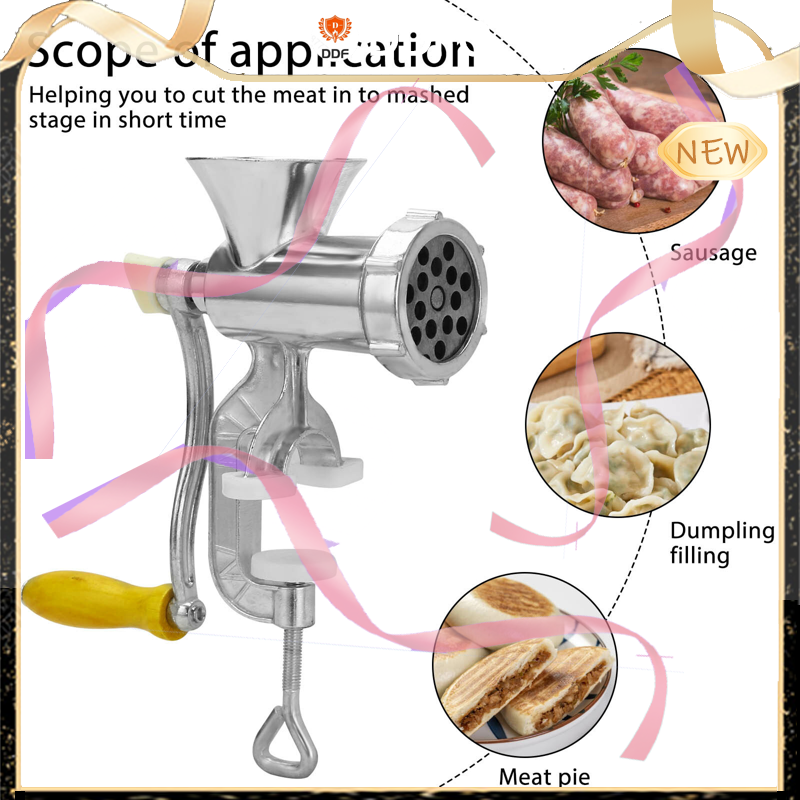 DDF
Scope of application
Helping you to cut the meat in to mashed
stage in short time
NEW
Sausage
Dumpling
filling
Meat pie